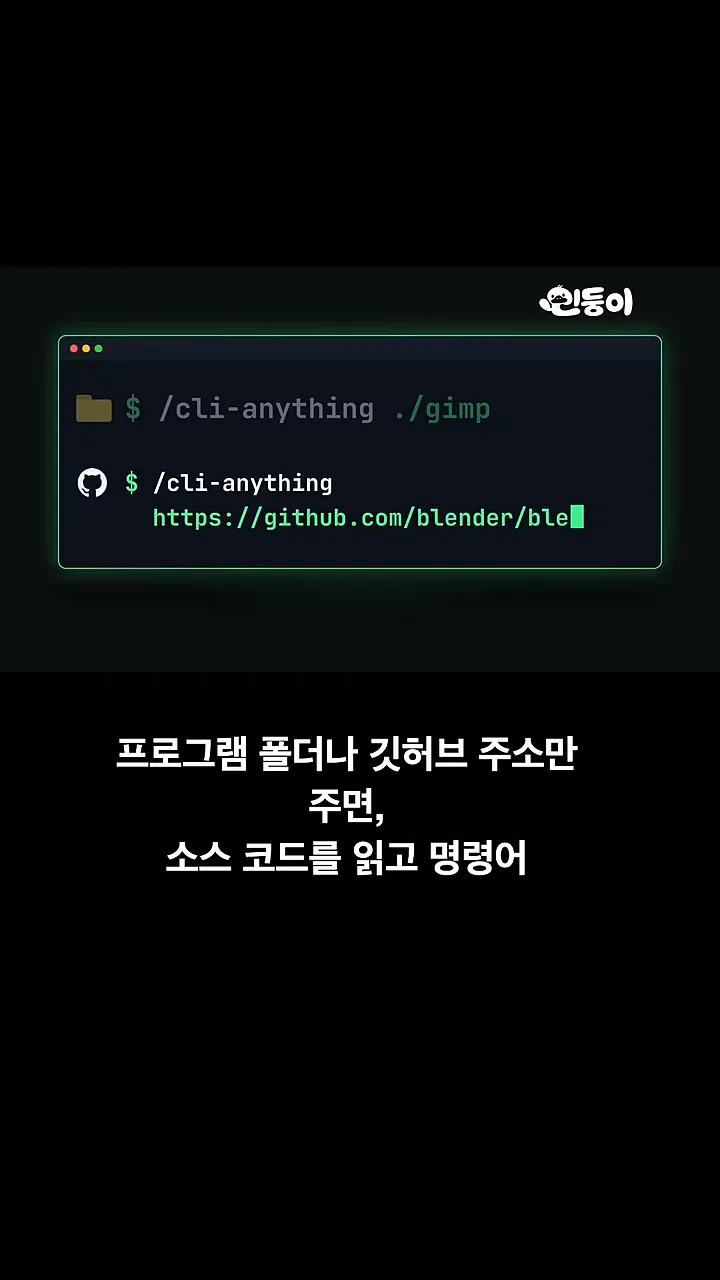 인둥이
$ /cli-anything ./gimp
$ /cli-anything
https://github.com/blender/ble
프로그램 폴더나 깃허브 주소만
주면,
소스 코드를 읽고 명령어